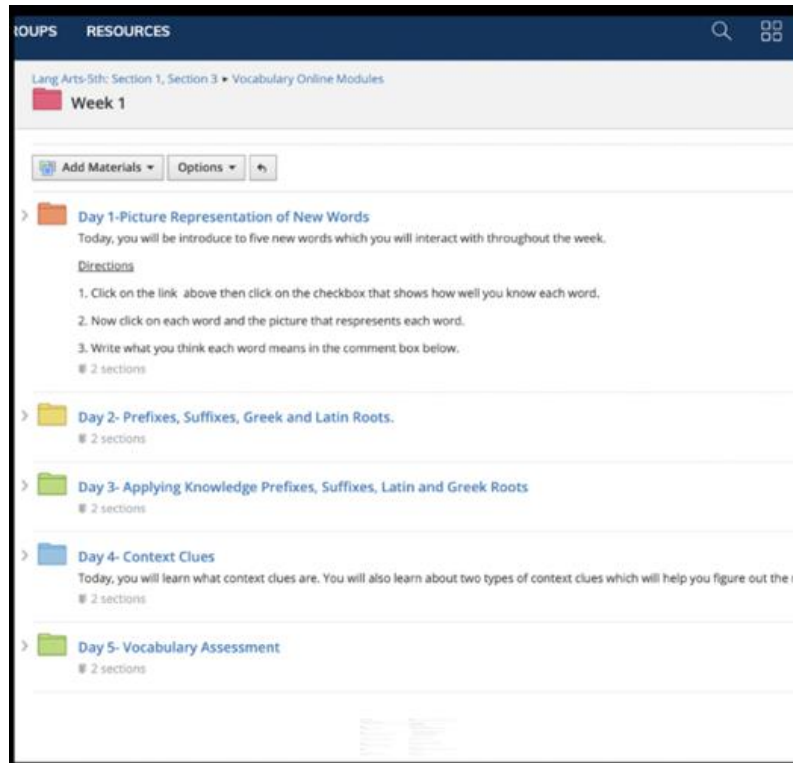 ROUPS RESOURCES
Lang Arts-5th: Section 1, Section 3 ▸ Vocabulary Online Modules
Week 1
Add Materials Options
Day 1-Picture Representation of New Words
Today, you will be introduce to five new words which you will interact with throughout the week.
Directions
1. Click on the link above then click on the checkbox that shows how well you know each word.
2. Now click on each word and the picture that respresents each word.
3. Write what you think each word means in the comment box below.
2 sections
Day 2- Prefixes, Suffixes, Greek and Latin Roots.
2 sections
Day 3- Applying Knowledge Prefixes, Suffixes, Latin and Greek Roots
2 sections
Day 4- Context Clues
Today, you will learn what context clues are. You will also learn about two types of context clues which will help you figure out the
2 sections
Day 5- Vocabulary Assessment
2 sections